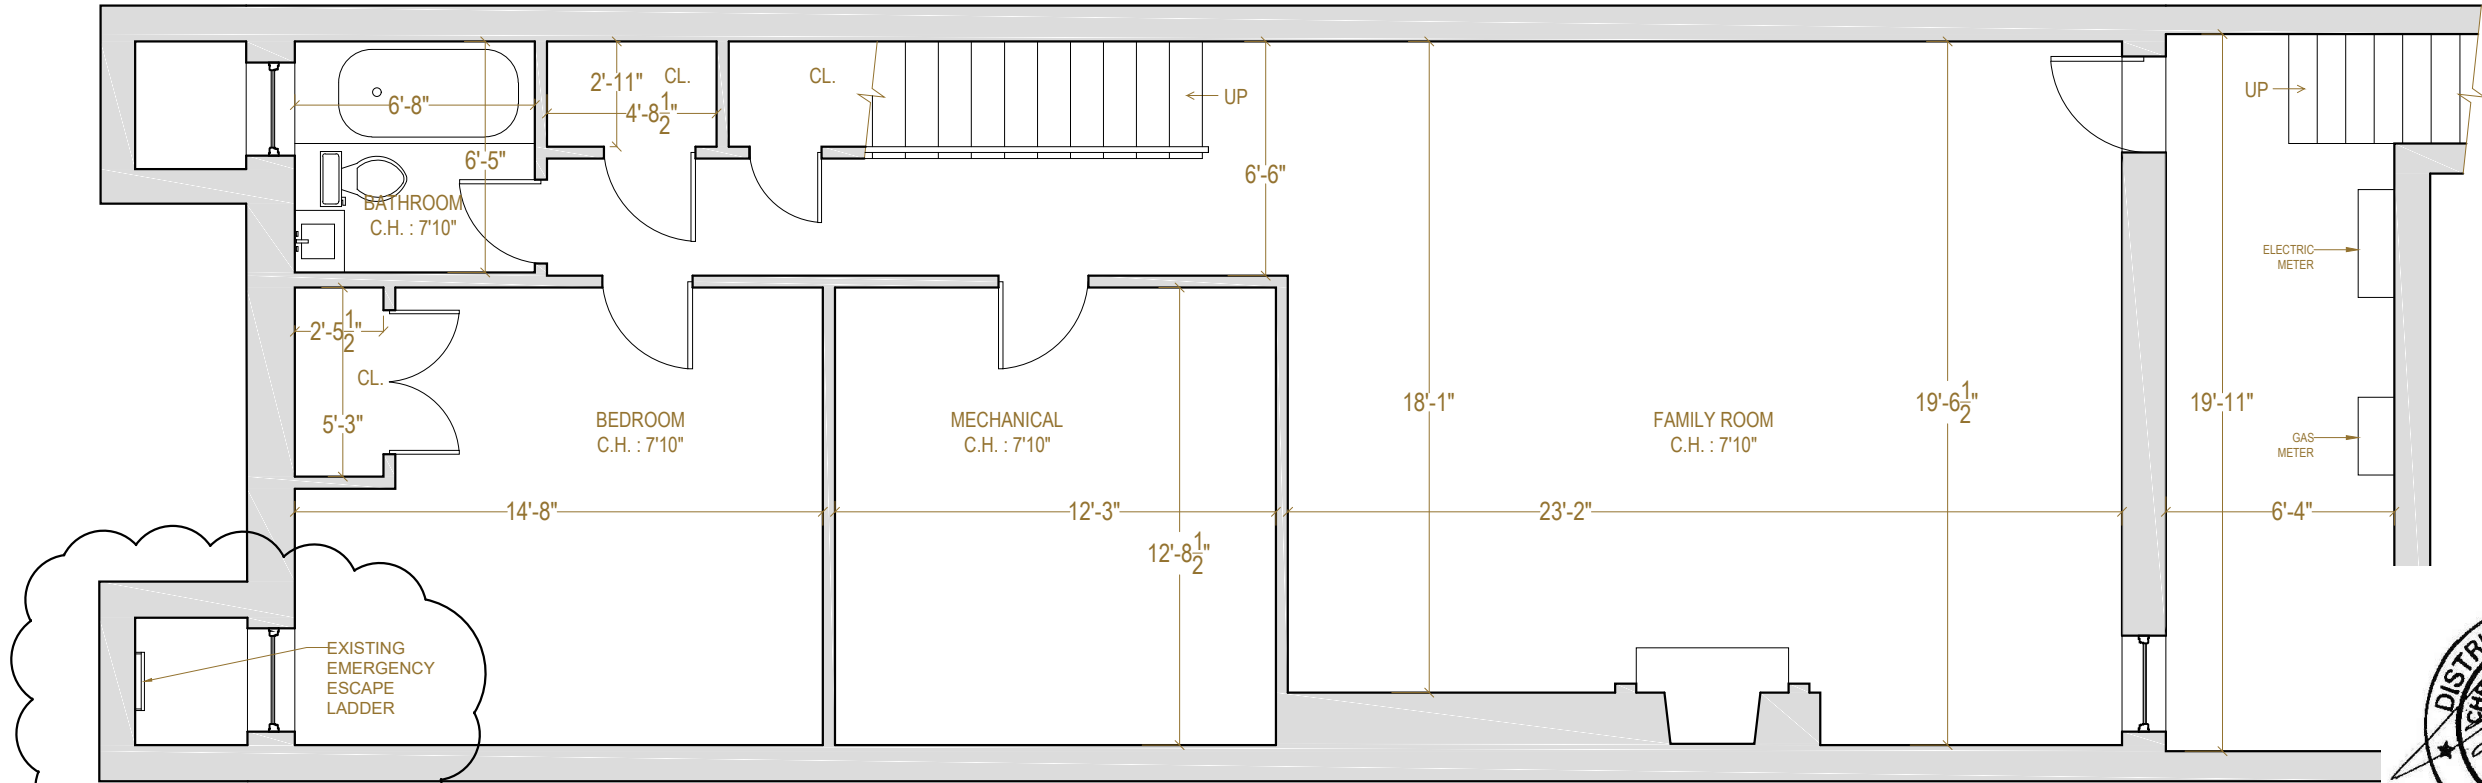 2'-11"
CL.
4'-8 1/2"
CL.
UP
6'-8"
6'-5"
BATHROOM
C.H. : 7'10"
6'-6"
UP
ELECTRIC
METER
GAS
METER
2'-5 1/2"
CL.
5'-3"
BEDROOM
C.H. : 7'10"
MECHANICAL
C.H. : 7'10"
18'-1"
FAMILY ROOM
C.H. : 7'10"
19'-6 1/2"
19'-11"
14'-8"
12'-3"
12'-8 1/2"
23'-2"
6'-4"
EXISTING
EMERGENCY
ESCAPE
LADDER